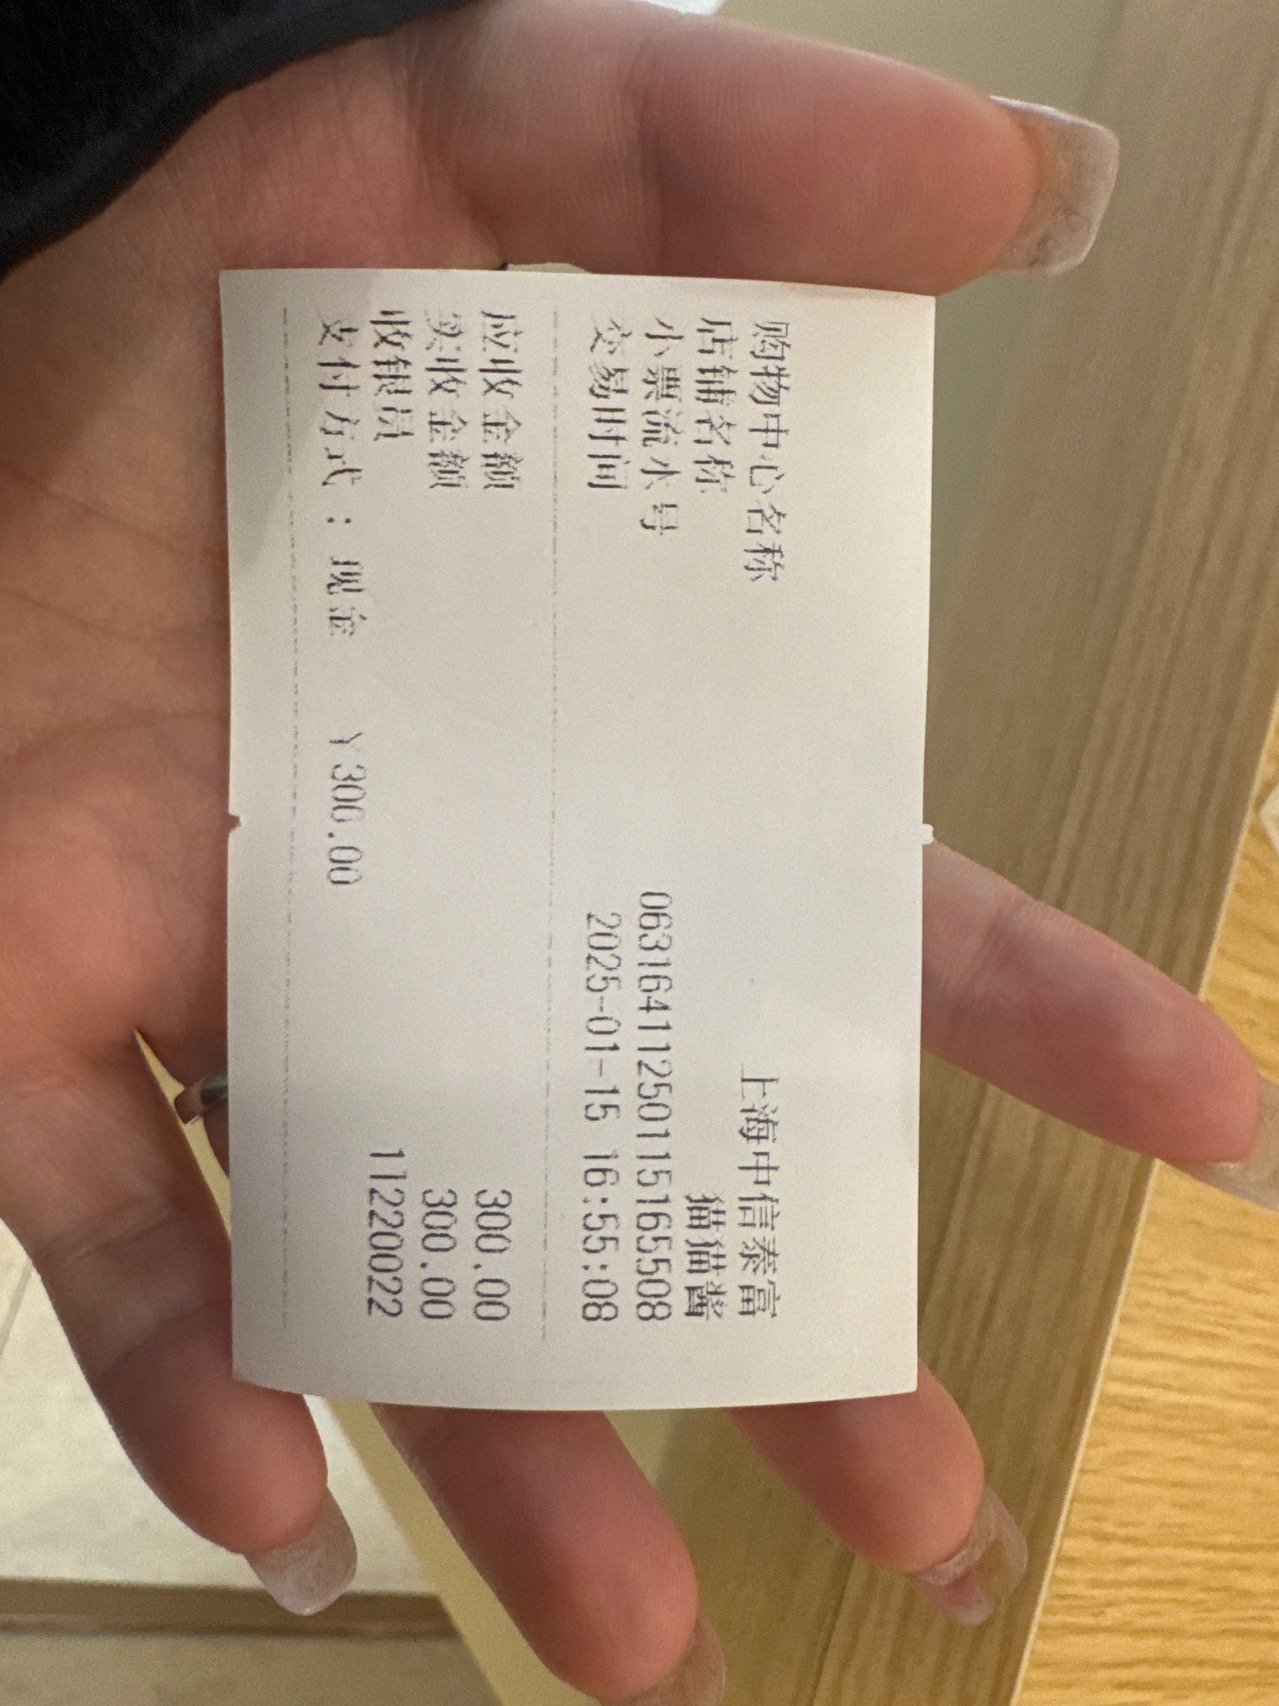 购物中心名称 上海中信泰富
店铺名称 猫猫酱
小票流水号 06316411250115165508
交易时间 2025-01-15 16:55:08
应收金额 300.00
实收金额 300.00
收银员 11220022
支付方式：现金 ￥300.00